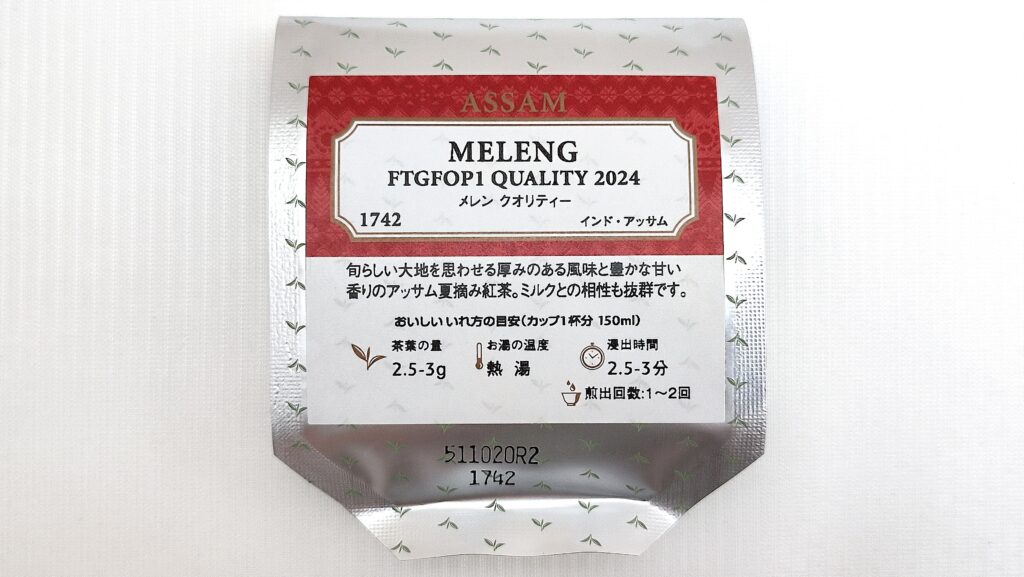 ASSAM
MELENG
FTGFOP1 QUALITY 2024
メレン クオリティー
1742 インド・アッサム
旬らしい大地を思わせる厚みのある風味と豊かな甘い
香りのアッサム夏摘み紅茶。ミルクとの相性も抜群です。
おいしい いれ方の目安(カップ1杯分 150ml)
茶葉の量 お湯の温度 浸出時間
2.5-3g 熱 湯 2.5-3分
煎出回数:1〜2回
511020R2
1742